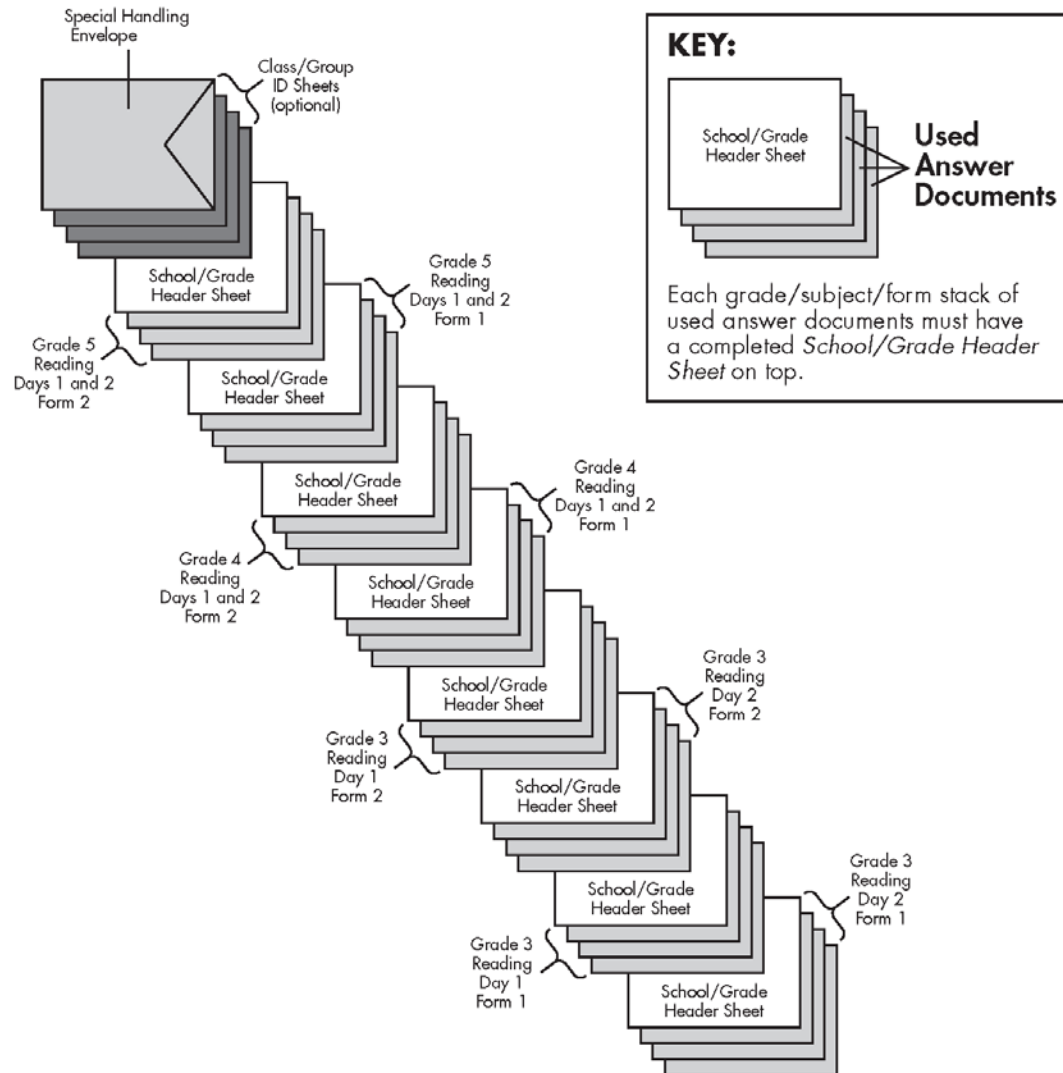 Special Handling
Envelope
Class/Group
ID Sheets
(optional)
KEY:
School/Grade
Header Sheet
Used
Answer
Documents
Each grade/subject/form stack of
used answer documents must have
a completed School/Grade Header
Sheet on top.
School/Grade
Header Sheet
Grade 5
Reading
Days 1 and 2
Form 1
Grade 5
Reading
Days 1 and 2
Form 2
School/Grade
Header Sheet
School/Grade
Header Sheet
Grade 4
Reading
Days 1 and 2
Form 1
Grade 4
Reading
Days 1 and 2
Form 2
School/Grade
Header Sheet
School/Grade
Header Sheet
Grade 3
Reading
Day 2
Form 2
Grade 3
Reading
Day 1
Form 2
School/Grade
Header Sheet
School/Grade
Header Sheet
Grade 3
Reading
Day 2
Form 1
Grade 3
Reading
Day 1
Form 1
School/Grade
Header Sheet